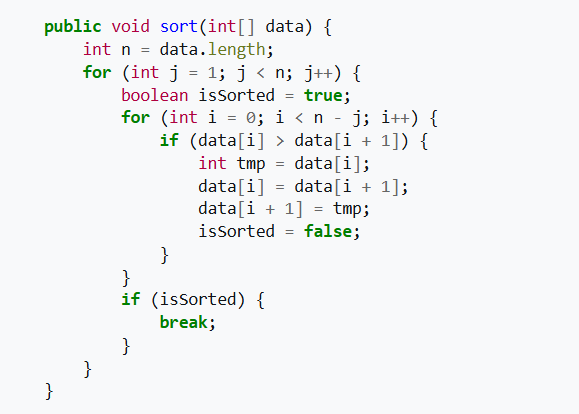 public void sort(int[] data) {
    int n = data.length;
    for (int j = 1; j < n; j++) {
        boolean isSorted = true;
        for (int i = 0; i < n - j; i++) {
            if (data[i] > data[i + 1]) {
                int tmp = data[i];
                data[i] = data[i + 1];
                data[i + 1] = tmp;
                isSorted = false;
            }
        }
        if (isSorted) {
            break;
        }
    }
}